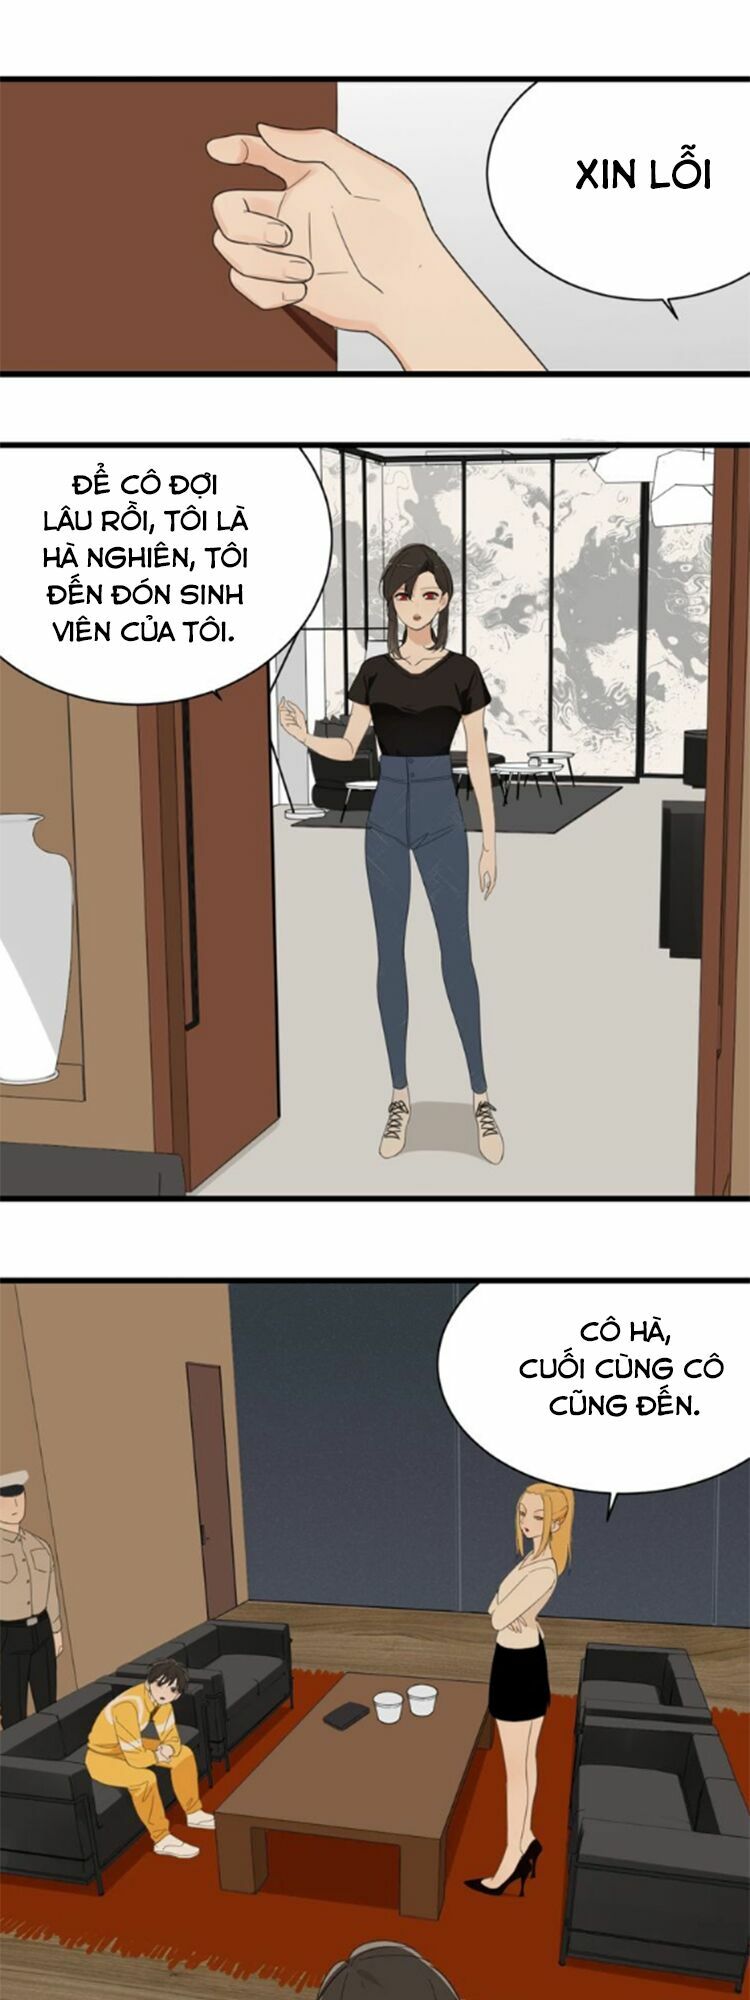 XIN LỖI
ĐỂ CÔ ĐỢI
LÂU RỒI, TÔI LÀ
HÀ NGHIÊN, TÔI
ĐẾN ĐÓN SINH
VIÊN CỦA TÔI.
CÔ HÀ,
CUỐI CÙNG CÔ
CŨNG ĐẾN.